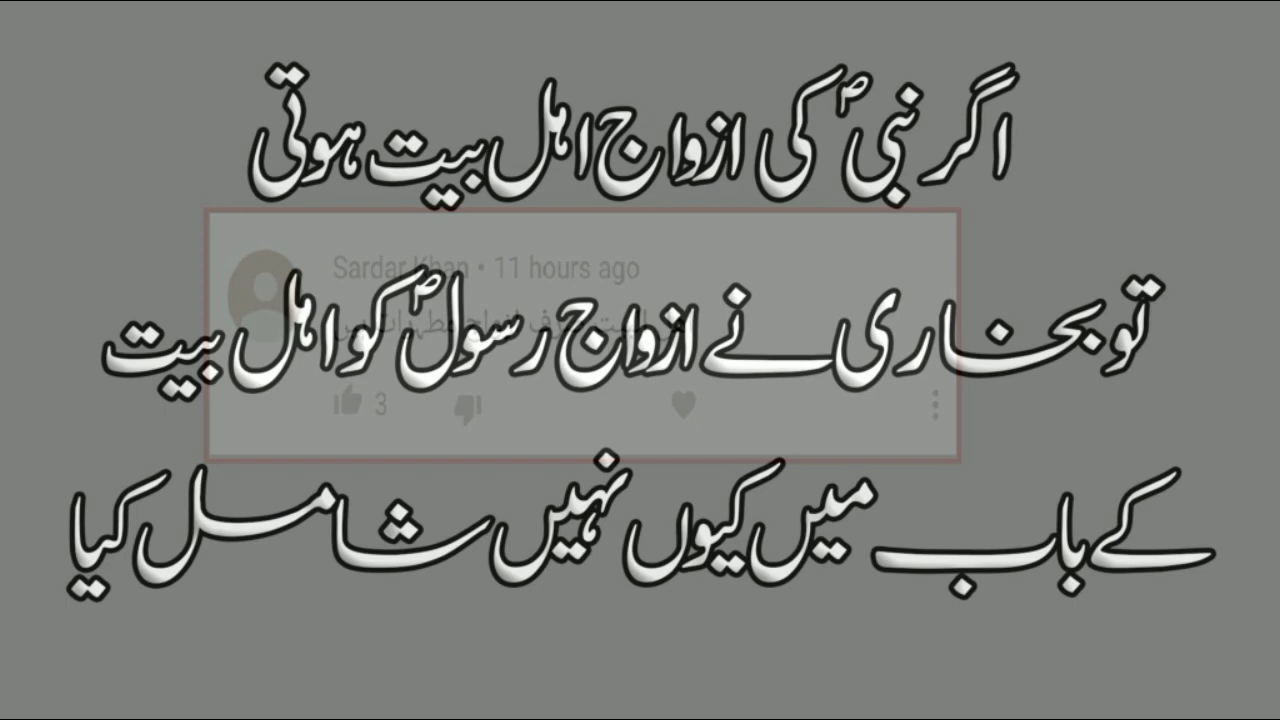 اگر نبیؐ کی ازواج اہل بیت ہوتی
Sardar Khan • 11 hours ago
تو بخاری نے ازواج رسولؐ کو اہل بیت
3
کے باب میں کیوں نہیں شامل کیا